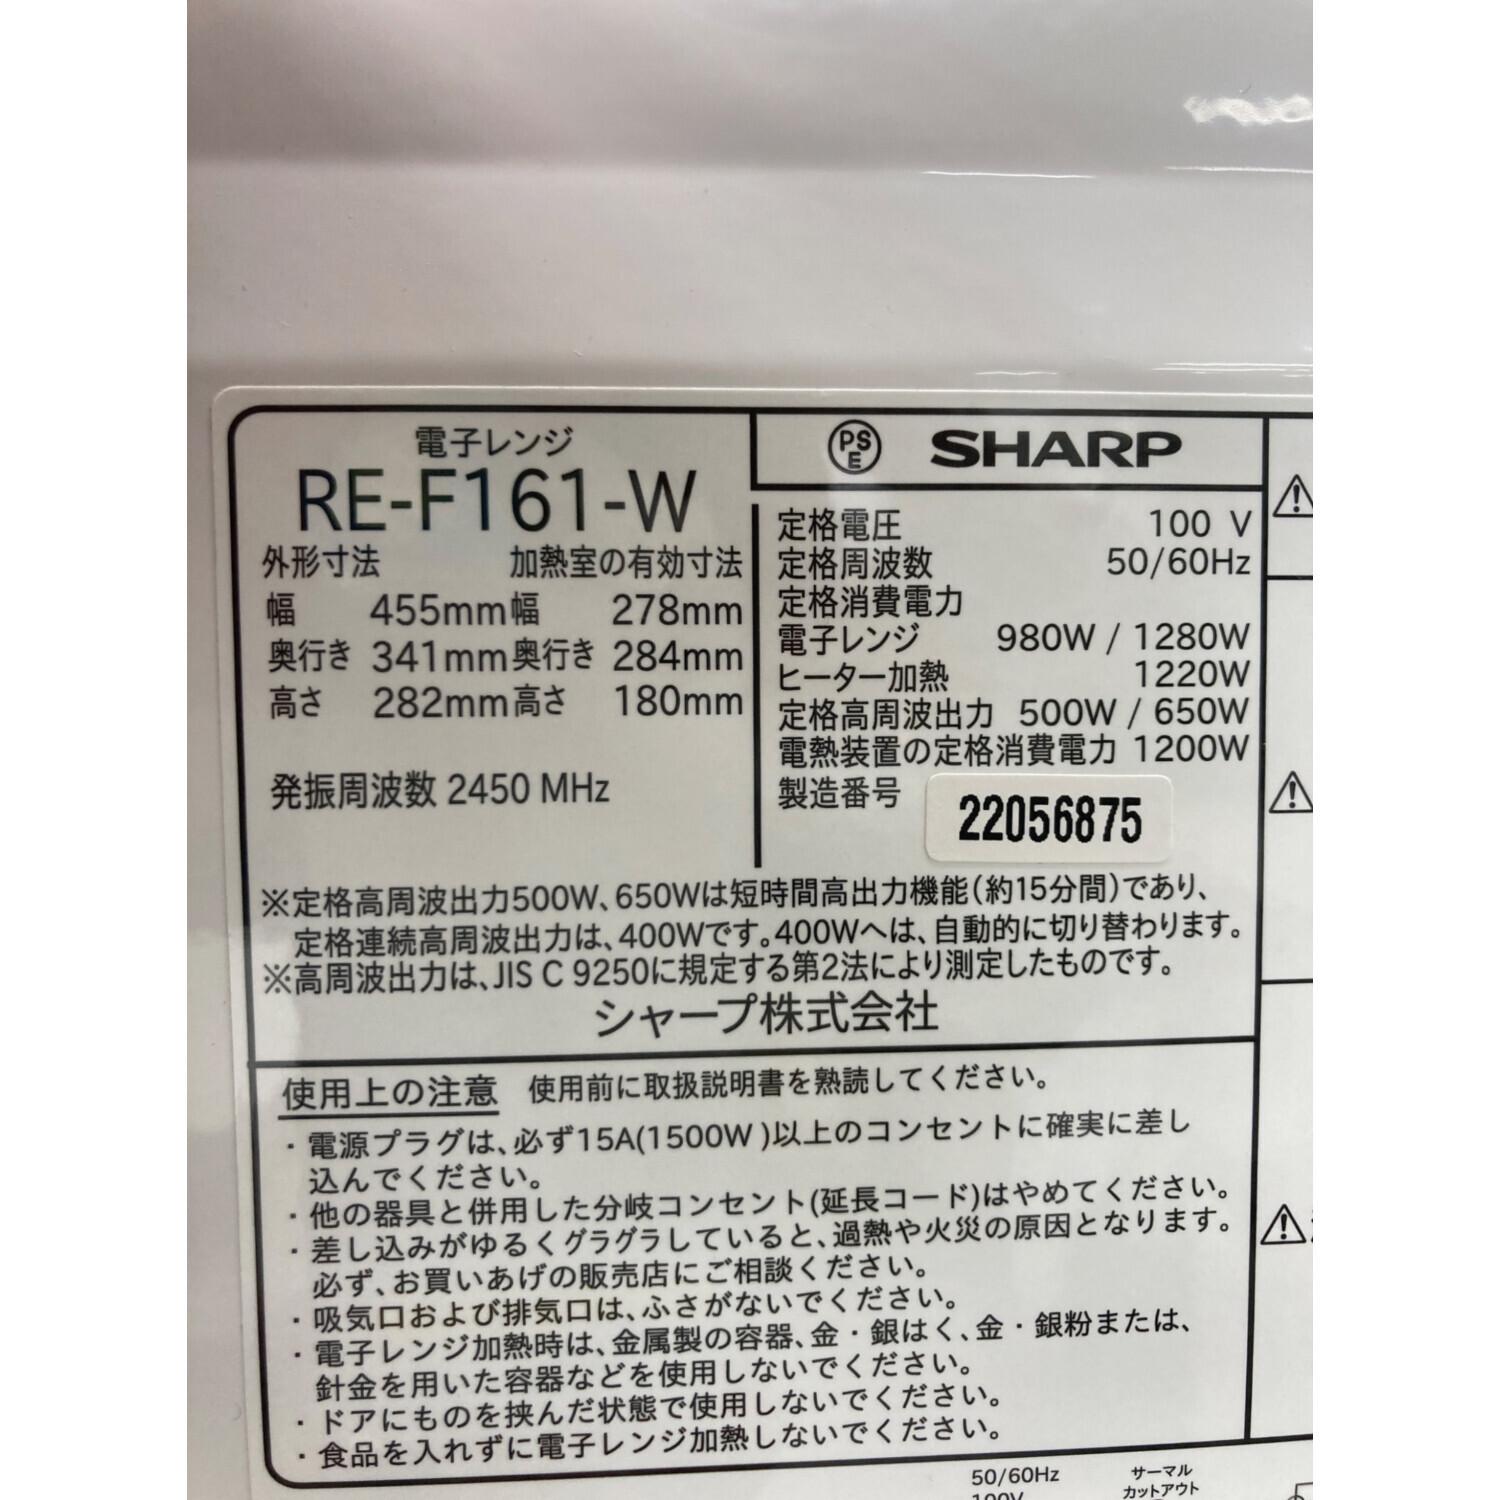 電子レンジ
RE-F161-W
外形寸法 加熱室の有効寸法
幅 455mm 幅 278mm
奥行き 341mm 奥行き 284mm
高さ 282mm 高さ 180mm
発振周波数 2450 MHz
PSE SHARP
定格電圧 100 V
定格周波数 50/60Hz
定格消費電力
電子レンジ 980W / 1280W
ヒーター加熱 1220W
定格高周波出力 500W / 650W
電熱装置の定格消費電力 1200W
製造番号 22056875
※定格高周波出力500W、650Wは短時間高出力機能(約15分間)であり、
定格連続高周波出力は、400Wです。400Wへは、自動的に切り替わります。
※高周波出力は、JIS C 9250に規定する第2法により測定したものです。
シャープ株式会社
使用上の注意 使用前に取扱説明書を熟読してください。
・電源プラグは、必ず15A(1500W )以上のコンセントに確実に差し
込んでください。
・他の器具と併用した分岐コンセント(延長コード)はやめてください。
・差し込みがゆるくグラグラしていると、過熱や火災の原因となります。
必ず、お買いあげの販売店にご相談ください。
・吸気口および排気口は、ふさがないでください。
・電子レンジ加熱時は、金属製の容器、金・銀はく、金・銀粉または、
針金を用いた容器などを使用しないでください。
・ドアにものを挟んだ状態で使用しないでください。
・食品を入れずに電子レンジ加熱しないでください。
50/60Hz サーマル
100V カットアウト